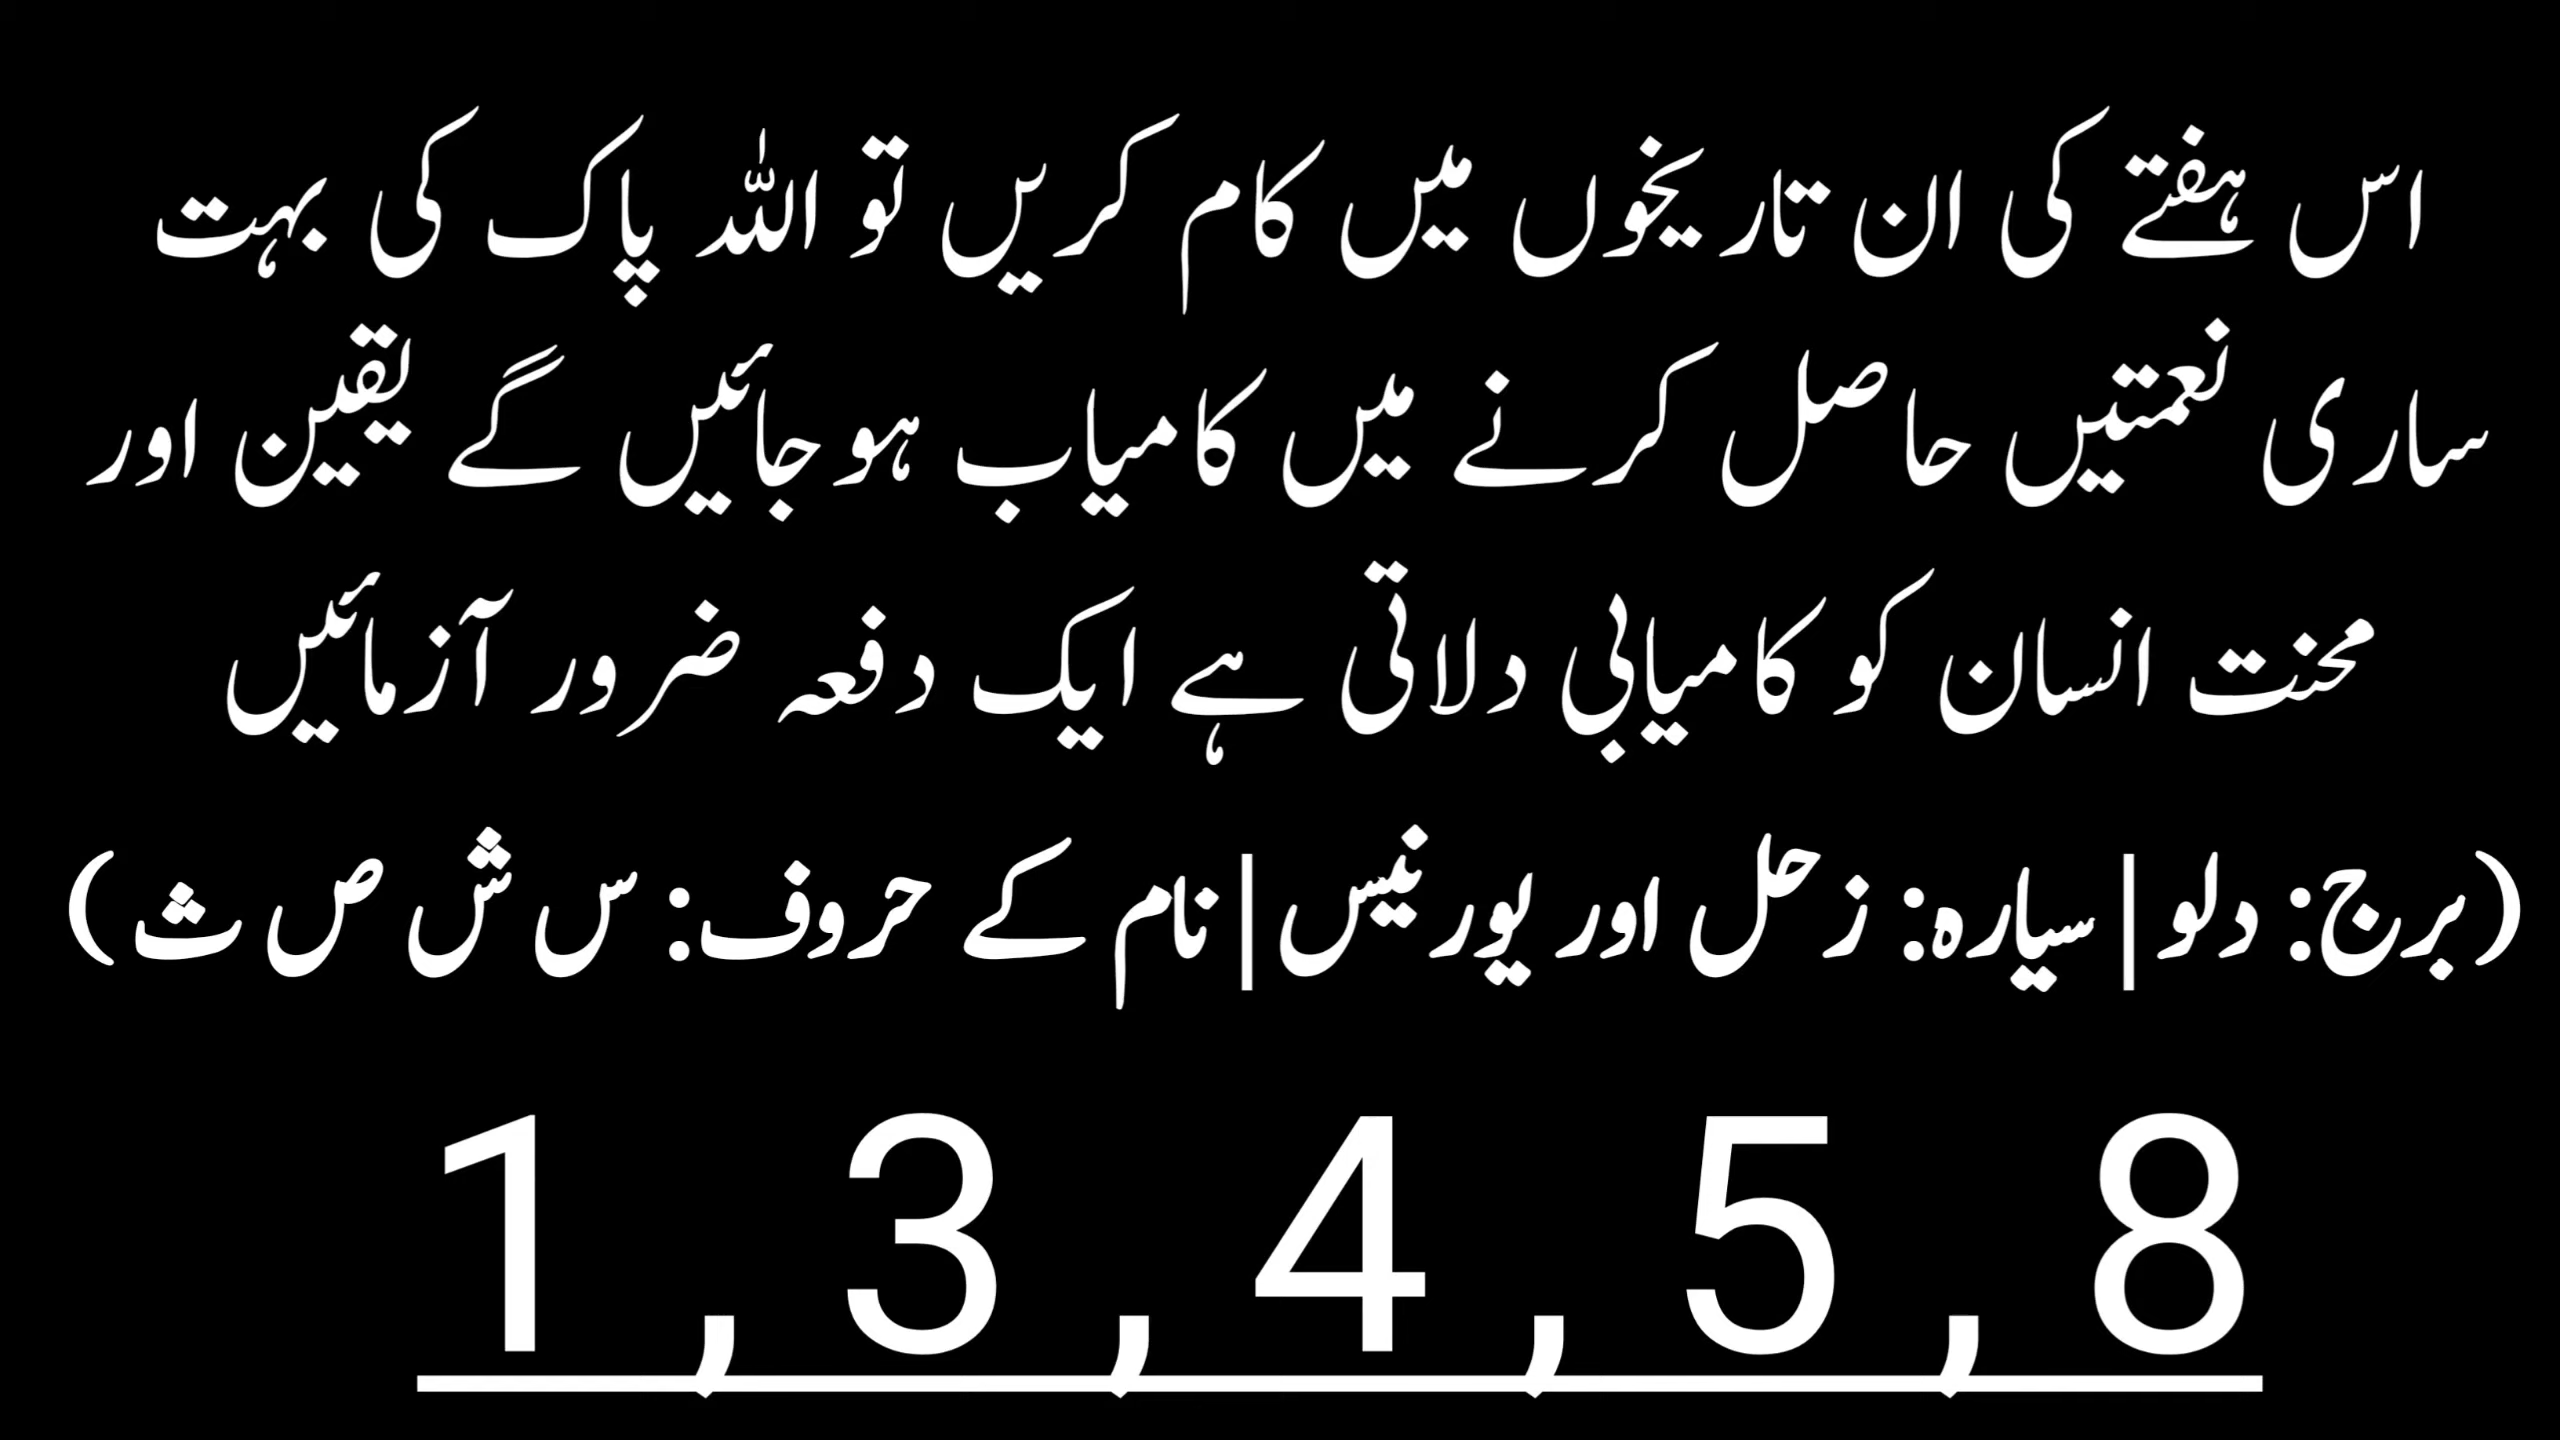 اس ہفتے کی ان تاریخوں میں کام کریں تو اللہ پاک کی بہت
ساری نعمتیں حاصل کرنے میں کامیاب ہوجائیں گے یقین اور
محنت انسان کو کامیابی دلاتی ہے ایک دفعہ ضرور آزمائیں
(برج: دلو | سیارہ: زحل اور یورنیس | نام کے حروف: س ش ص ث)
1 , 3 , 4 , 5 , 8